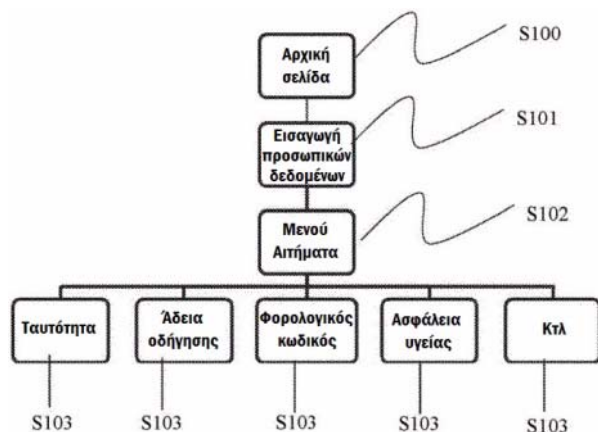 Αρχική
σελίδα
S100
Εισαγωγή
προσωπικών
δεδομένων
S101
Μενού
Αιτήματα
S102
Ταυτότητα
Άδεια
οδήγησης
Φορολογικός
κωδικός
Ασφάλεια
υγείας
Κτλ
S103
S103
S103
S103
S103